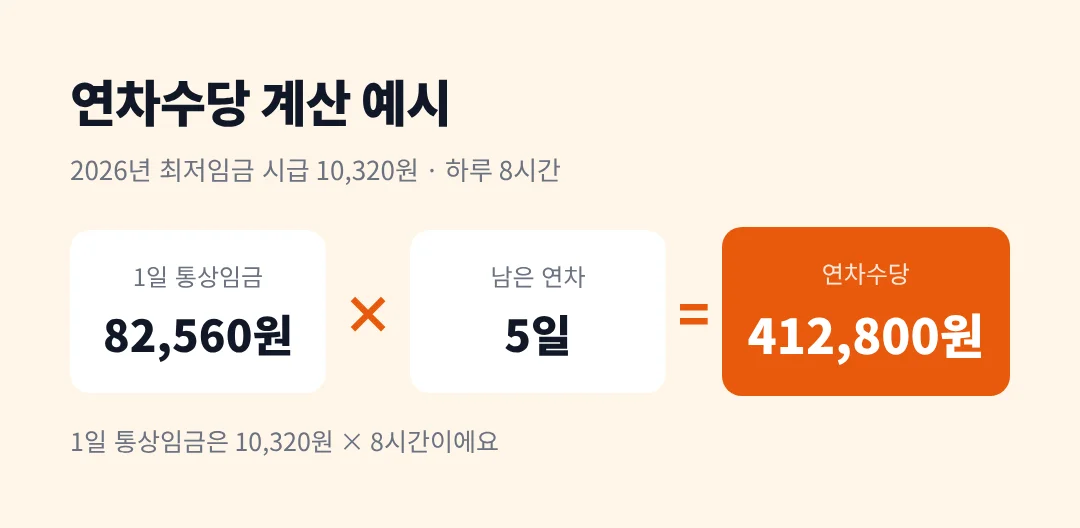 연차수당 계산 예시
2026년 최저임금 시급 10,320원 · 하루 8시간
1일 통상임금
82,560원
×
남은 연차
5일
=
연차수당
412,800원
1일 통상임금은 10,320원 × 8시간이에요